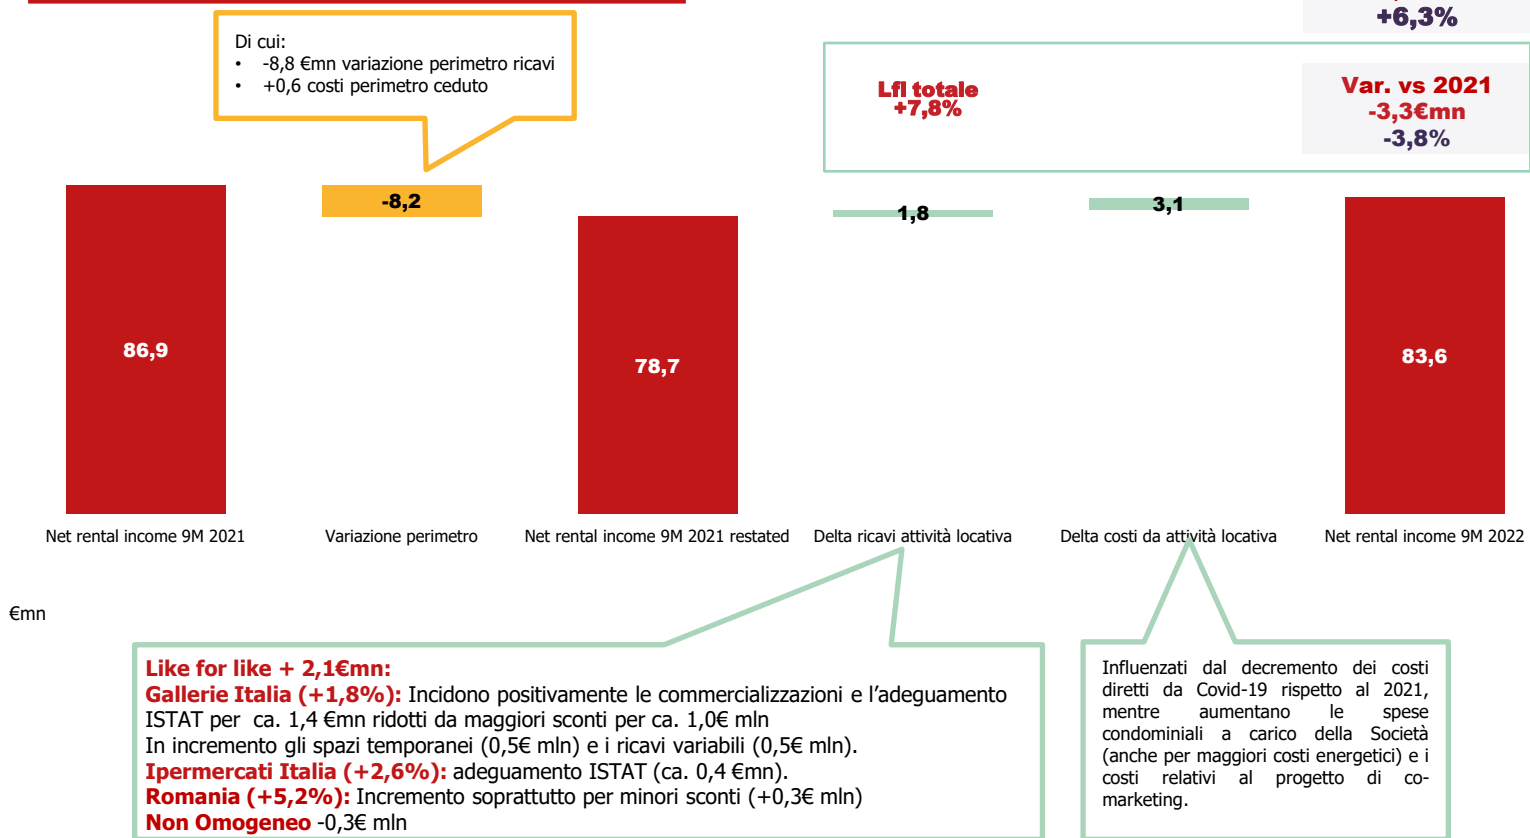 +6,3%
Di cui:
• -8,8 €mn variazione perimetro ricavi
• +0,6 costi perimetro ceduto
Lfl totale
+7,8%
Var. vs 2021
-3,3€mn
-3,8%
-8,2
1,8
3,1
86,9
78,7
83,6
Net rental income 9M 2021
Variazione perimetro
Net rental income 9M 2021 restated
Delta ricavi attività locativa
Delta costi da attività locativa
Net rental income 9M 2022
€mn
Like for like + 2,1€mn:
Gallerie Italia (+1,8%): Incidono positivamente le commercializzazioni e l’adeguamento
ISTAT per ca. 1,4 €mn ridotti da maggiori sconti per ca. 1,0€ mln
In incremento gli spazi temporanei (0,5€ mln) e i ricavi variabili (0,5€ mln).
Ipermercati Italia (+2,6%): adeguamento ISTAT (ca. 0,4 €mn).
Romania (+5,2%): Incremento soprattutto per minori sconti (+0,3€ mln)
Non Omogeneo -0,3€ mln
Influenzati dal decremento dei costi
diretti da Covid-19 rispetto al 2021,
mentre aumentano le spese
condominiali a carico della Società
(anche per maggiori costi energetici) e i
costi relativi al progetto di co-
marketing.